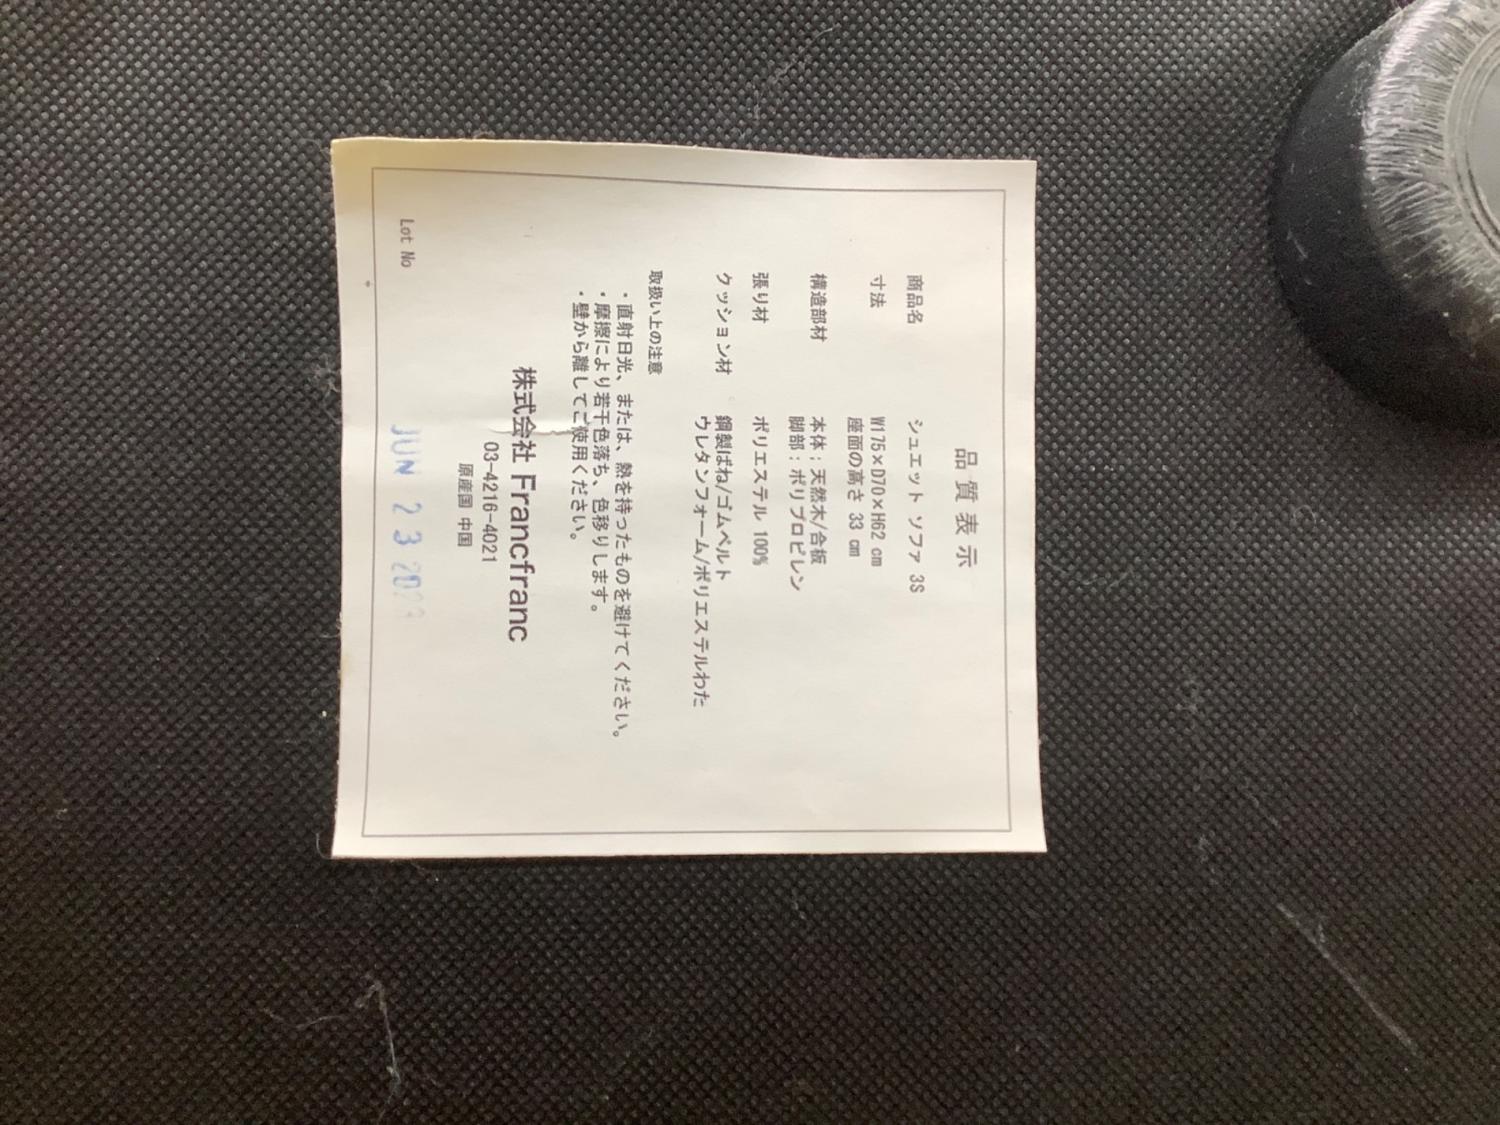 品質表示
商品名 シュエット ソファ 3S
寸法 W175×D70×H62 cm
座面の高さ 33 cm
構造部材 本体：天然木/合板
脚部：ポリプロピレン
張り材 ポリエステル 100%
クッション材 鋼製ばね/ゴムベルト
ウレタンフォーム/ポリエステルわた
取扱い上の注意
・直射日光、または、熱を持ったものを避けてください。
・摩擦により若干色落ち、色移りします。
・壁から離してご使用ください。
株式会社 Francfranc
03-4216-4021
原産国 中国
Lot No JUN 23